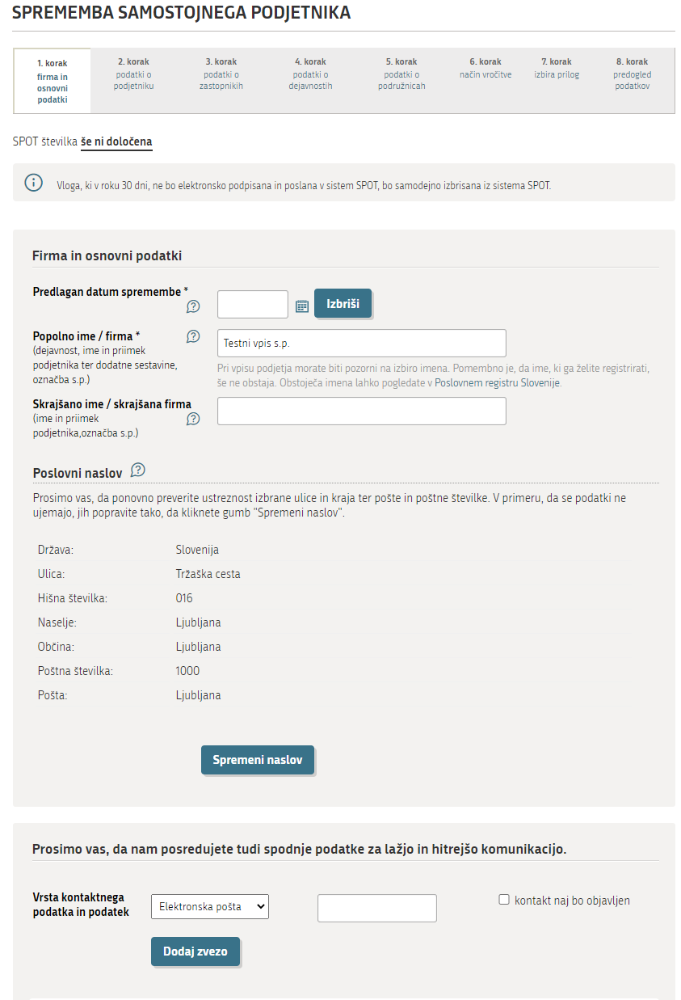 SPREMEMBA SAMOSTOJNEGA PODJETNIKA
1. korak
firma in
osnovni
podatki
2. korak
podatki o
podjetniku
3. korak
podatki o
zastopnikih
4. korak
podatki o
dejavnostih
5. korak
podatki o
podružnicah
6. korak
način vročitve
7. korak
izbira prilog
8. korak
predogled
podatkov
SPOT številka še ni določena
Vloga, ki v roku 30 dni, ne bo elektronsko podpisana in poslana v sistem SPOT, bo samodejno izbrisana iz sistema SPOT.
Firma in osnovni podatki
Predlagan datum spremembe *
Izbriši
Popolno ime / firma *
(dejavnost, ime in priimek
podjetnika ter dodatne sestavine,
označba s.p.)
Testni vpis s.p.
Pri vpisu podjetja morate biti pozorni na izbiro imena. Pomembno je, da ime, ki ga želite registrirati,
še ne obstaja. Obstoječa imena lahko pogledate v Poslovnem registru Slovenije.
Skrajšano ime / skrajšana firma
(ime in priimek
podjetnika,označba s.p.)
Poslovni naslov
Prosimo vas, da ponovno preverite ustreznost izbrane ulice in kraja ter pošte in poštne številke. V primeru, da se podatki ne
ujemajo, jih popravite tako, da kliknete gumb "Spremeni naslov".
Država: Slovenija
Ulica: Tržaška cesta
Hišna številka: 016
Naselje: Ljubljana
Občina: Ljubljana
Poštna številka: 1000
Pošta: Ljubljana
Spremeni naslov
Prosimo vas, da nam posredujete tudi spodnje podatke za lažjo in hitrejšo komunikacijo.
Vrsta kontaktnega
podatka in podatek
Elektronska pošta
kontakt naj bo objavljen
Dodaj zvezo